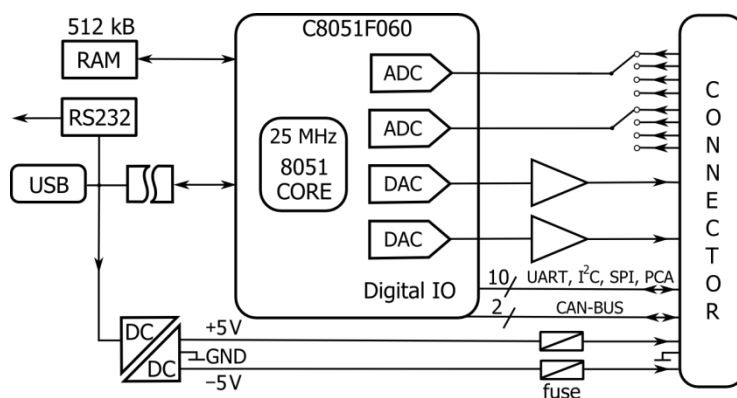 512 kB
RAM
RS232
USB
C8051F060
25 MHz
8051
CORE
ADC
ADC
DAC
DAC
Digital IO
10
UART, I²C, SPI, PCA
2
CAN-BUS
DC
DC
+5V
GND
−5V
fuse
CONNECTOR